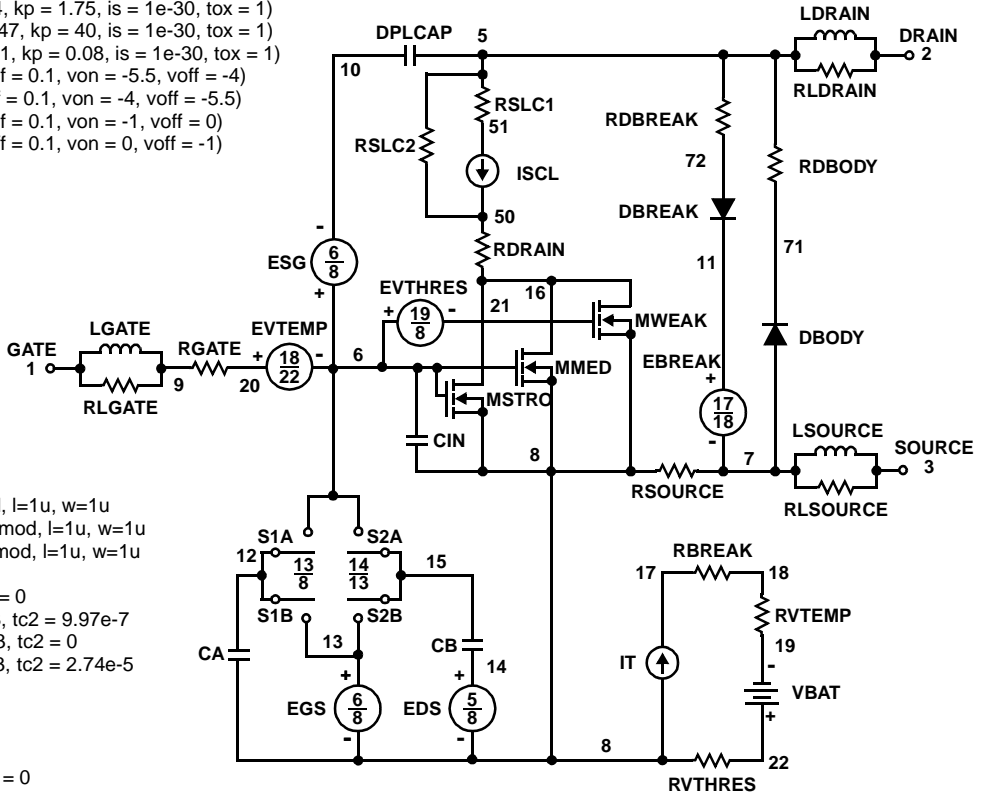 4, kp = 1.75, is = 1e-30, tox = 1)
47, kp = 40, is = 1e-30, tox = 1)
1, kp = 0.08, is = 1e-30, tox = 1)
ff = 0.1, von = -5.5, voff = -4)
f = 0.1, von = -4, voff = -5.5)
ff = 0.1, von = -1, voff = 0)
ff = 0.1, von = 0, voff = -1)
LDRAIN
DPLCAP
5
DRAIN
2
10
RLDRAIN
RSLC1
51
RSLC2
ISCL
RDBREAK
72
RDBODY
DBREAK
50
RDRAIN
71
11
ESG
6
8
EVTHRES
19
8
21
16
MWEAK
LGATE
GATE
1
RLGATE
9
RGATE
20
EVTEMP
18
22
6
MMED
MSTRO
EBREAK
17
18
DBODY
CIN
8
RSOURCE
7
LSOURCE
SOURCE
3
RLSOURCE
, l=1u, w=1u
mod, l=1u, w=1u
mod, l=1u, w=1u
= 0
, tc2 = 9.97e-7
3, tc2 = 0
3, tc2 = 2.74e-5
= 0
S1A
S2A
12
13
8
14
13
15
S1B
S2B
13
CA
CB
14
EGS
6
8
EDS
5
8
8
RBREAK
17
18
RVTEMP
19
IT
VBAT
22
RVTHRES